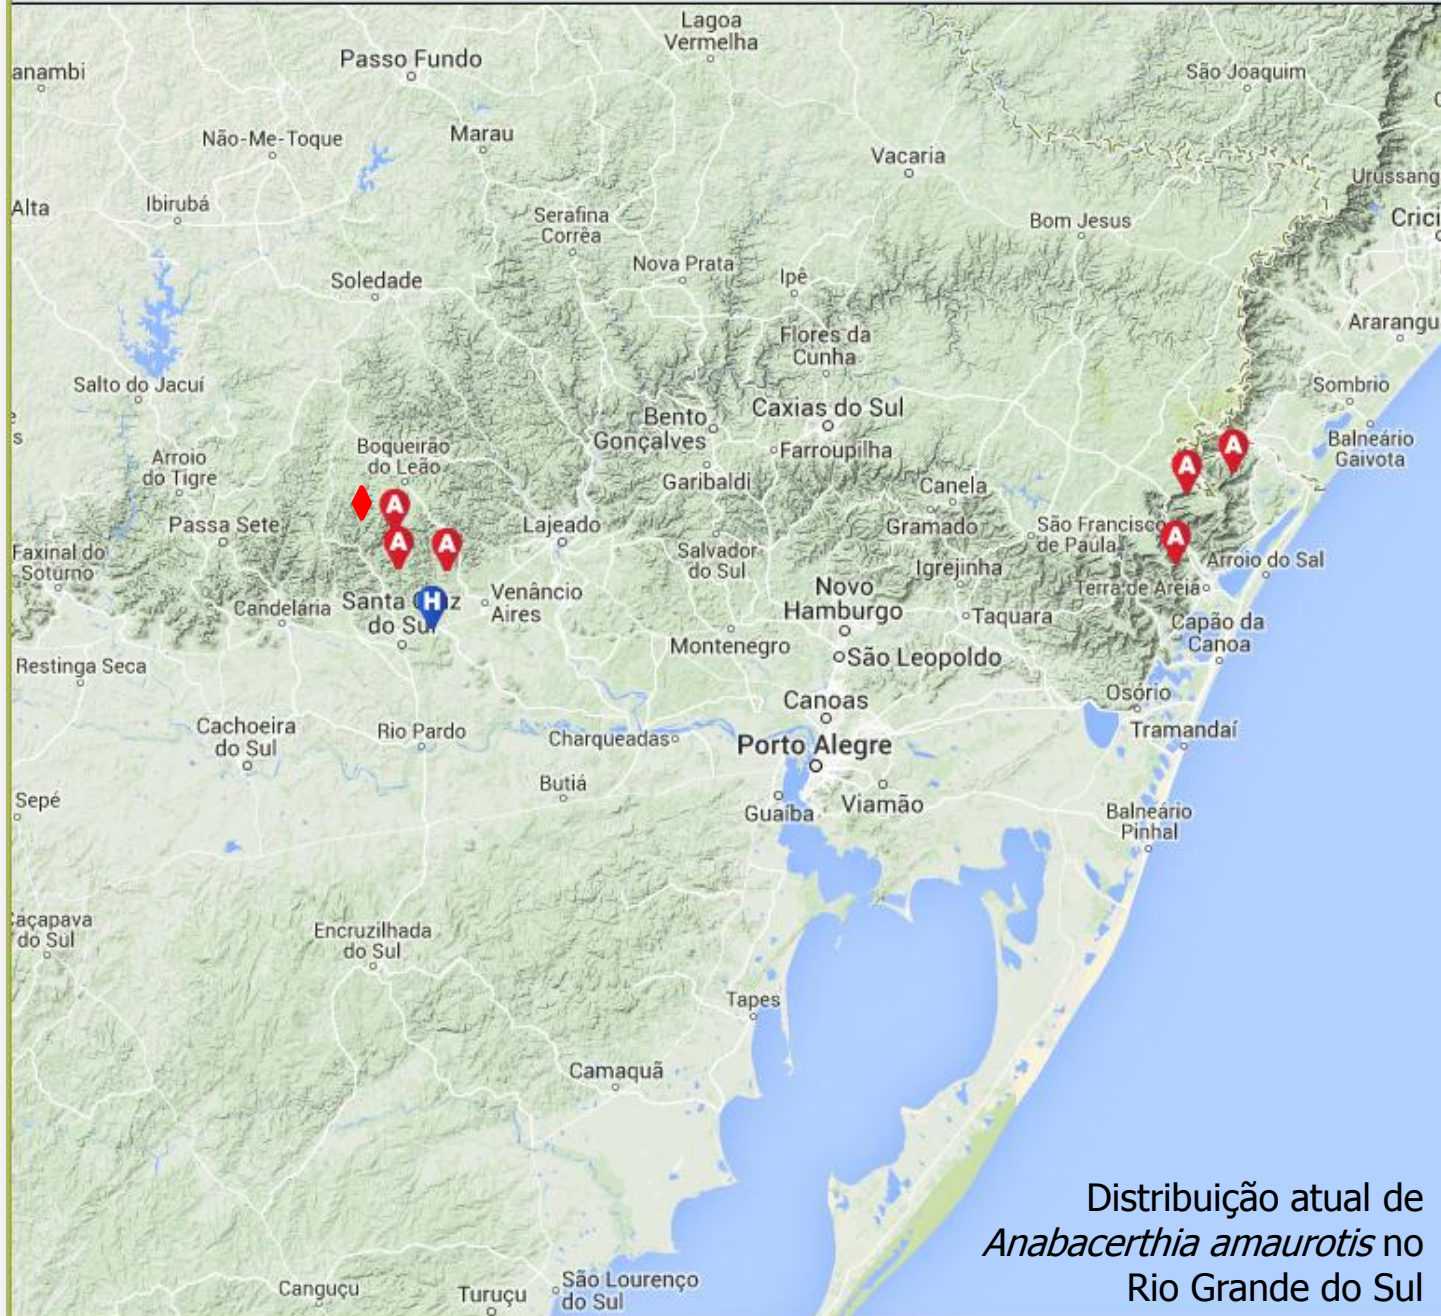 Lagoa
Vermelha
Passo Fundo
anambi
São Joaquim
Não-Me-Toque
Marau
Vacaria
Urussang
Alta
Ibirubá
Serafina
Corrêa
Bom Jesus
Crici
Nova Prata
Ipê
Soledade
Flores da
Cunha
Ararangu
Salto do Jacuí
Sombrio
Bento
Gonçalves
Caxias do Sul
s
Boqueirão
do Leão
Farroupilha
Balneário
Gaivota
Arroio
do Tigre
Garibaldi
Canela
A
A
A
Passa Sete
Lajeado
Gramado
São Francisco
de Paula
A
A
A
Faxinal do
Soturno
Salvador
do Sul
Igrejinha
Arroio do Sal
Terra de Areia
Candelária
Santa Cruz
do Sul
H
Venâncio
Aires
Novo
Hamburgo
Taquara
Capão da
Canoa
Restinga Seca
Montenegro
São Leopoldo
Osório
Cachoeira
do Sul
Rio Pardo
Charqueadas
Canoas
Tramandaí
Porto Alegre
Butiá
Sepé
Guaíba
Viamão
Balneário
Pinhal
açapava
do Sul
Encruzilhada
do Sul
Tapes
Camaquã
Distribuição atual de
Anabacerthia amaurotis no
Rio Grande do Sul
Canguçu
Turuçu
São Lourenço
do Sul